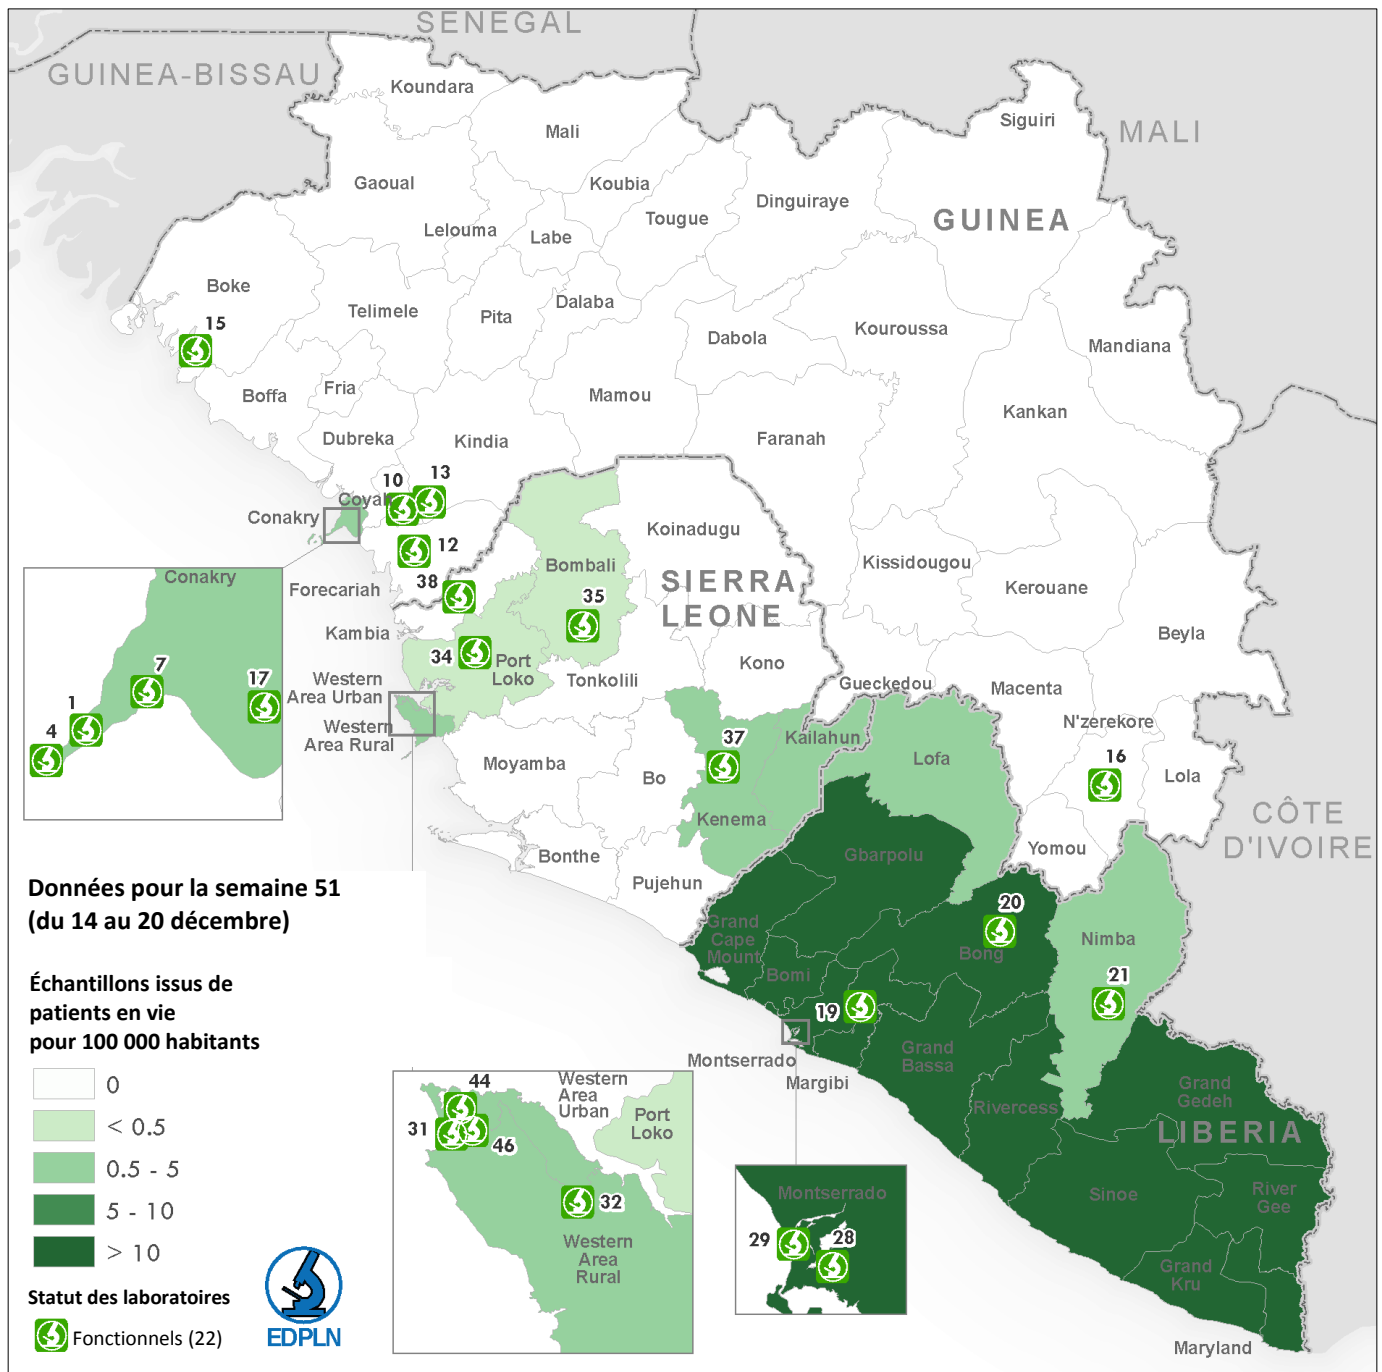 SENEGAL
GUINEA-BISSAU
MALI
GUINEA
SIERRA
LEONE
CÔTE
D'IVOIRE
LIBERIA
Koundara
Mali
Siguiri
Gaoual
Koubia
Dinguiraye
Tougue
Lelouma
Labe
Boke
Telimele
Pita
Dalaba
Dabola
Kouroussa
Mandiana
15
Boffa
Fria
Mamou
Kankan
Dubreka
Kindia
Faranah
10
13
Coyah
Conakry
Koinadugu
12
Bombali
Kissidougou
Kerouane
Forecariah
38
35
Kambia
Beyla
34
Port
Loko
Kono
Tonkolili
Gueckedou
Macenta
Western
Area Urban
Western
Area Rural
N'zerekore
37
Kailahun
Lofa
16
Lola
Moyamba
Bo
Kenema
Bonthe
Gbarpolu
Yomou
Pujehun
20
Grand
Cape
Mount
Bong
Nimba
Bomi
21
19
Montserrado
Margibi
Grand
Bassa
Rivercess
Grand
Gedeh
Sinoe
River
Gee
Grand
Kru
Maryland
Conakry
7
17
1
4
Données pour la semaine 51
(du 14 au 20 décembre)
Échantillons issus de
patients en vie
pour 100 000 habitants
0
< 0.5
0.5 - 5
5 - 10
> 10
Statut des laboratoires
Fonctionnels (22)
EDPLN
44
Western
Area
Urban
Port
Loko
31
46
32
Western
Area
Rural
Montserrado
29
28